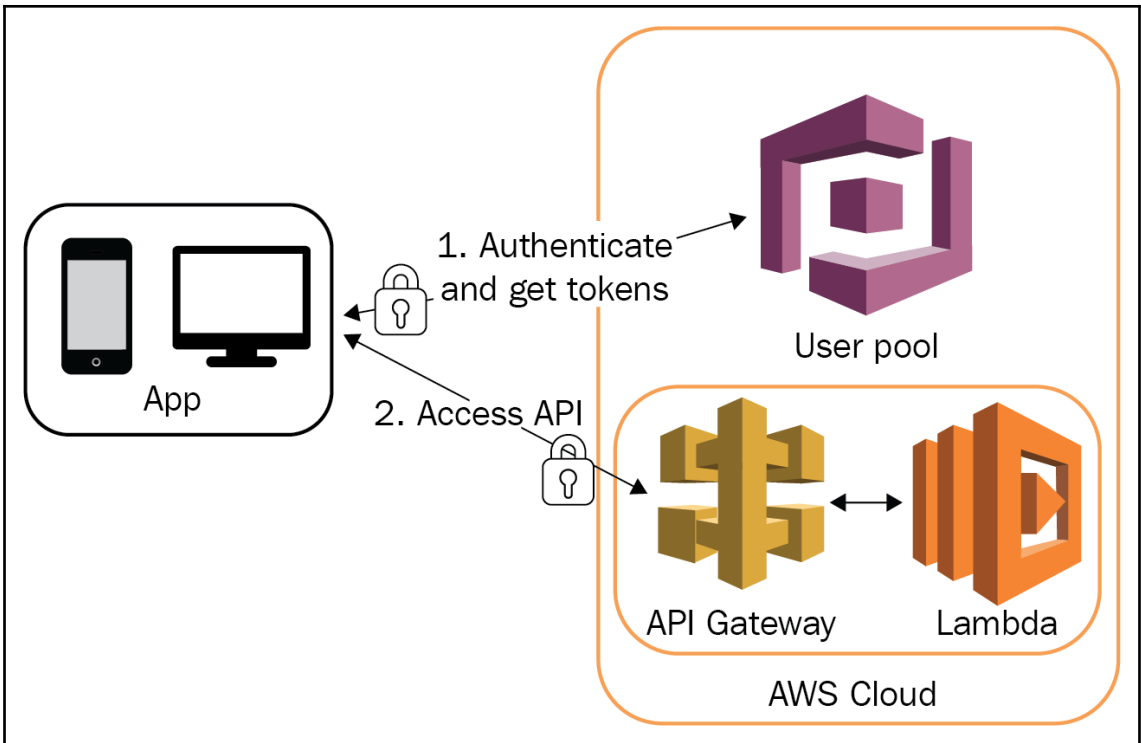 1. Authenticate
and get tokens
User pool
App
2. Access API
API Gateway
Lambda
AWS Cloud